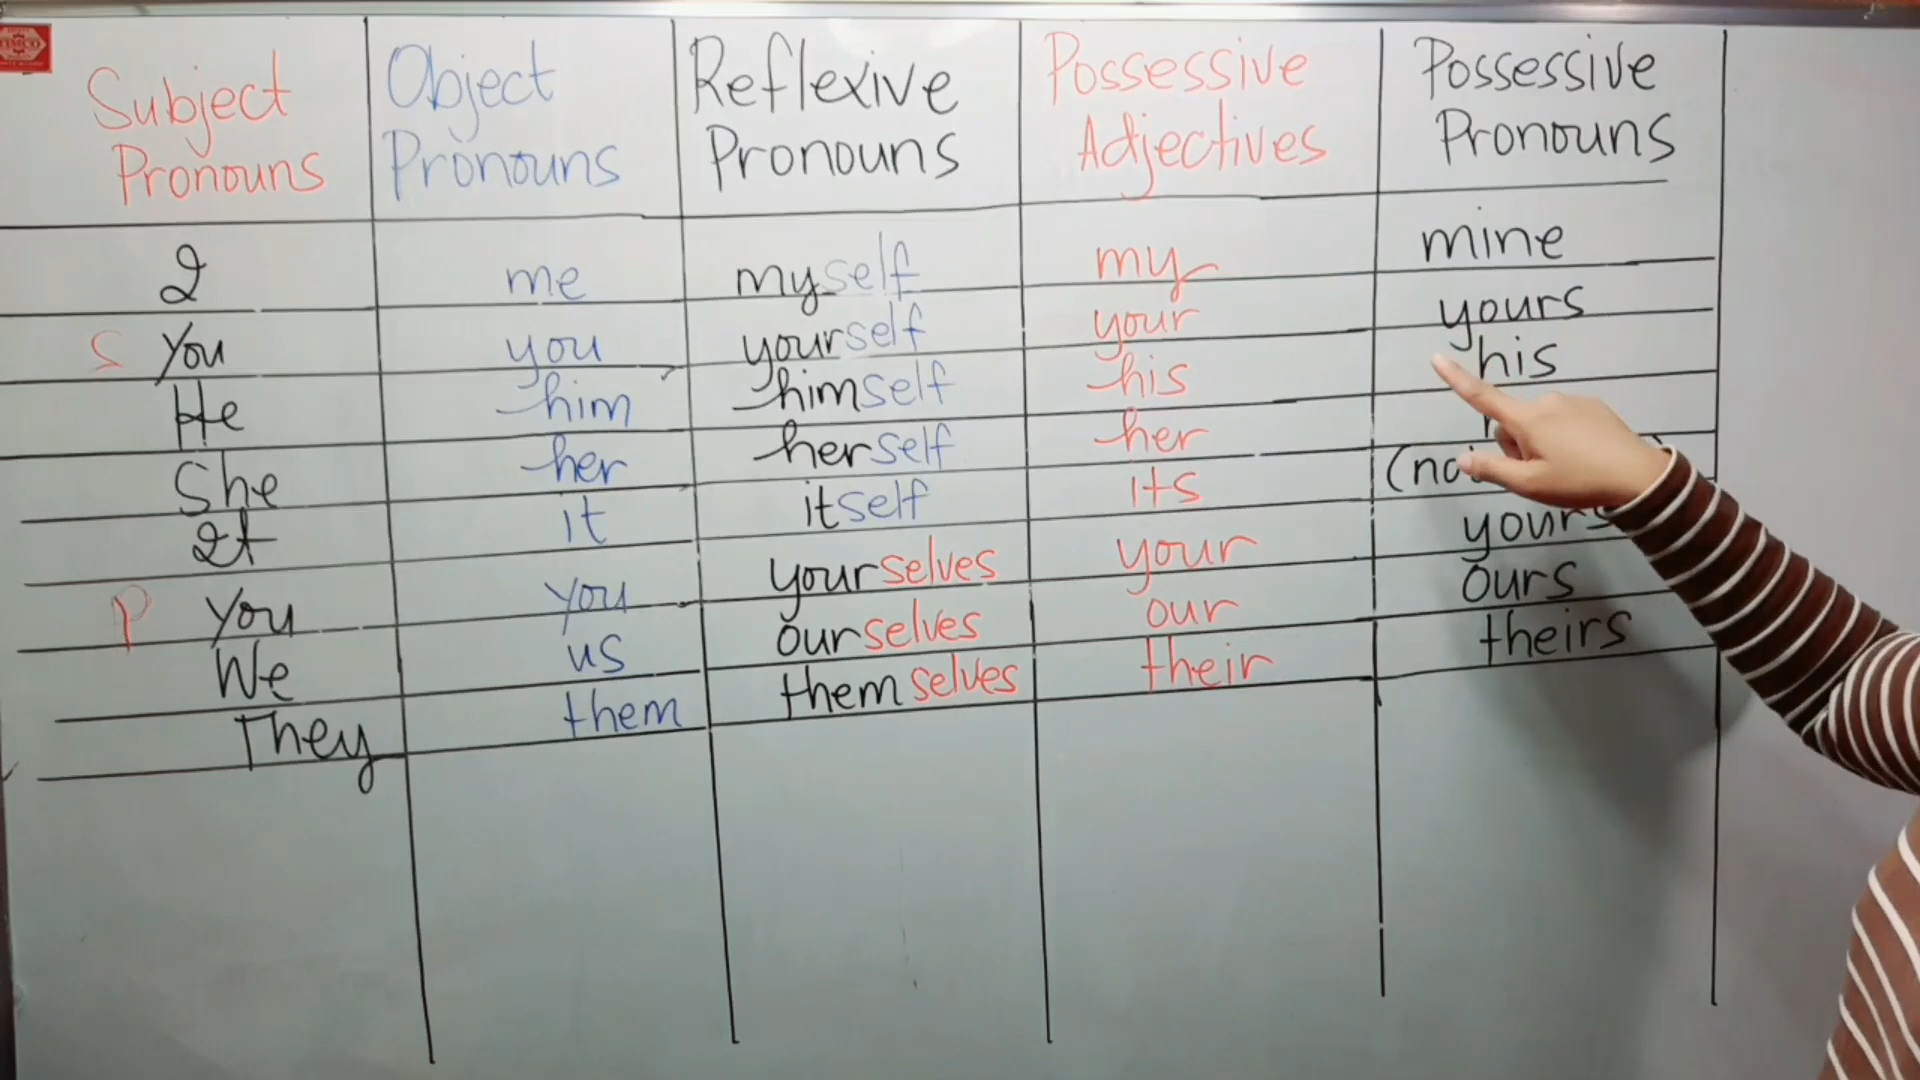 Subject Pronouns Object Pronouns Reflexive Pronouns Possessive Adjectives Possessive Pronouns
I me myself my mine
S You you yourself your yours
He him himself his his
She her herself her
It it itself its
P You you yourselves your yours
We us ourselves our ours
They them themselves their theirs